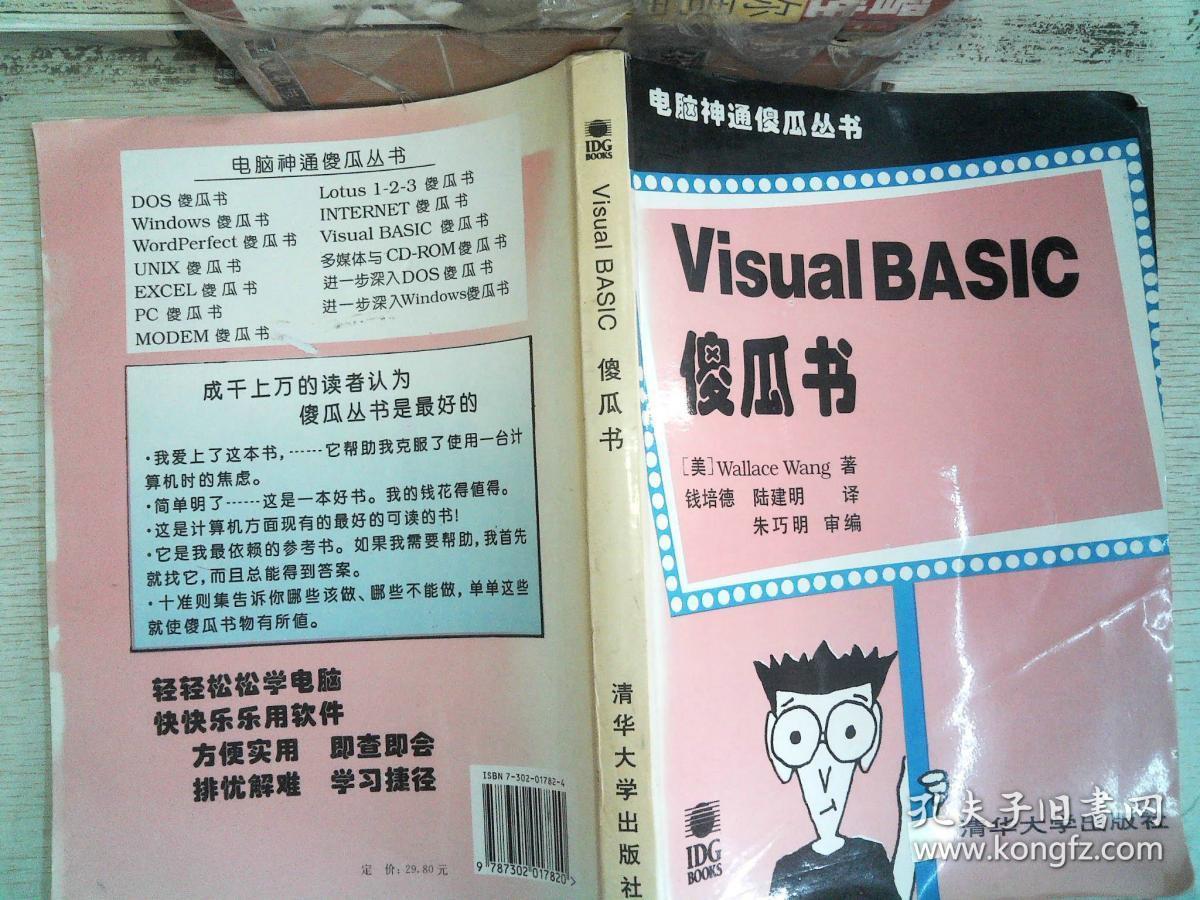 电脑神通傻瓜丛书
DOS 傻瓜书
Windows 傻瓜书
WordPerfect 傻瓜书
UNIX 傻瓜书
EXCEL 傻瓜书
PC 傻瓜书
MODEM 傻瓜书
Lotus 1-2-3 傻瓜书
INTERNET 傻瓜书
Visual BASIC 傻瓜书
多媒体与 CD-ROM傻瓜书
进一步深入DOS傻瓜书
进一步深入Windows傻瓜书
成千上万的读者认为
傻瓜丛书是最好的
·我爱上了这本书，……它帮助我克服了使用一台计
算机时的焦虑。
·简单明了……这是一本好书。我的钱花得值得。
·这是计算机方面现有的最好的可读的书!
·它是我最依赖的参考书。如果我需要帮助，我首先
就找它，而且总能得到答案。
·十准则集告诉你哪些该做、哪些不能做，单单这些
就使傻瓜书物有所值。
轻轻松松学电脑
快快乐乐用软件
方便实用 即查即会
排忧解难 学习捷径
ISBN 7-302-01782-4
9 787302 017820>
定 价: 29.80 元
IDG
BOOKS
Visual BASIC 傻瓜书
清华大学出版社
电脑神通傻瓜丛书
Visual BASIC
傻瓜书
[美] Wallace Wang 著
钱培德 陆建明 译
朱巧明 审编
IDG
BOOKS
清华大学出版社
孔夫子旧書网
www.kongfz.com